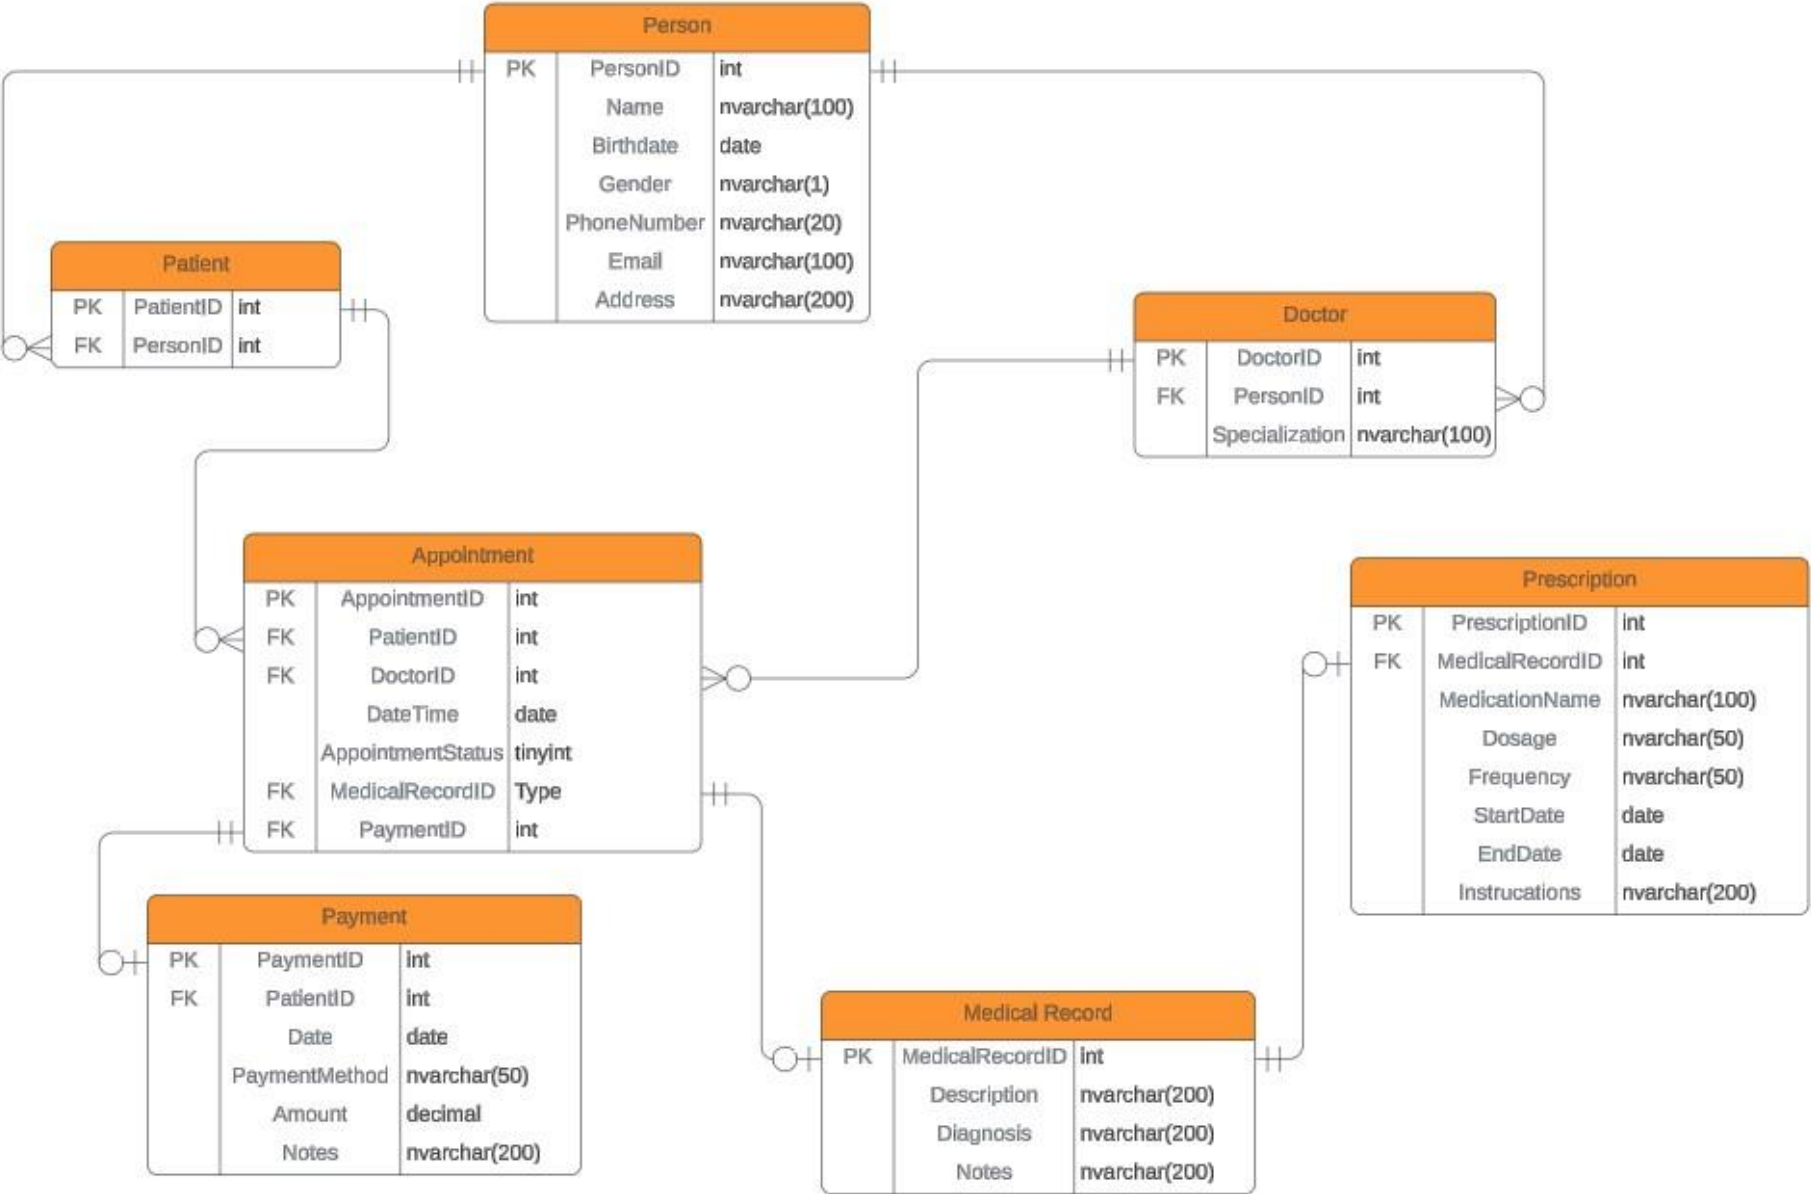 Person
PK PersonID int
Name nvarchar(100)
Birthdate date
Gender nvarchar(1)
PhoneNumber nvarchar(20)
Email nvarchar(100)
Address nvarchar(200)
Patient
PK PatientID int
FK PersonID int
Doctor
PK DoctorID int
FK PersonID int
Specialization nvarchar(100)
Appointment
PK AppointmentID int
FK PatientID int
FK DoctorID int
DateTime date
AppointmentStatus tinyint
FK MedicalRecordID Type
FK PaymentID int
Prescription
PK PrescriptionID int
FK MedicalRecordID int
MedicationName nvarchar(100)
Dosage nvarchar(50)
Frequency nvarchar(50)
StartDate date
EndDate date
Instrucations nvarchar(200)
Payment
PK PaymentID int
FK PatientID int
Date date
PaymentMethod nvarchar(50)
Amount decimal
Notes nvarchar(200)
Medical Record
PK MedicalRecordID int
Description nvarchar(200)
Diagnosis nvarchar(200)
Notes nvarchar(200)